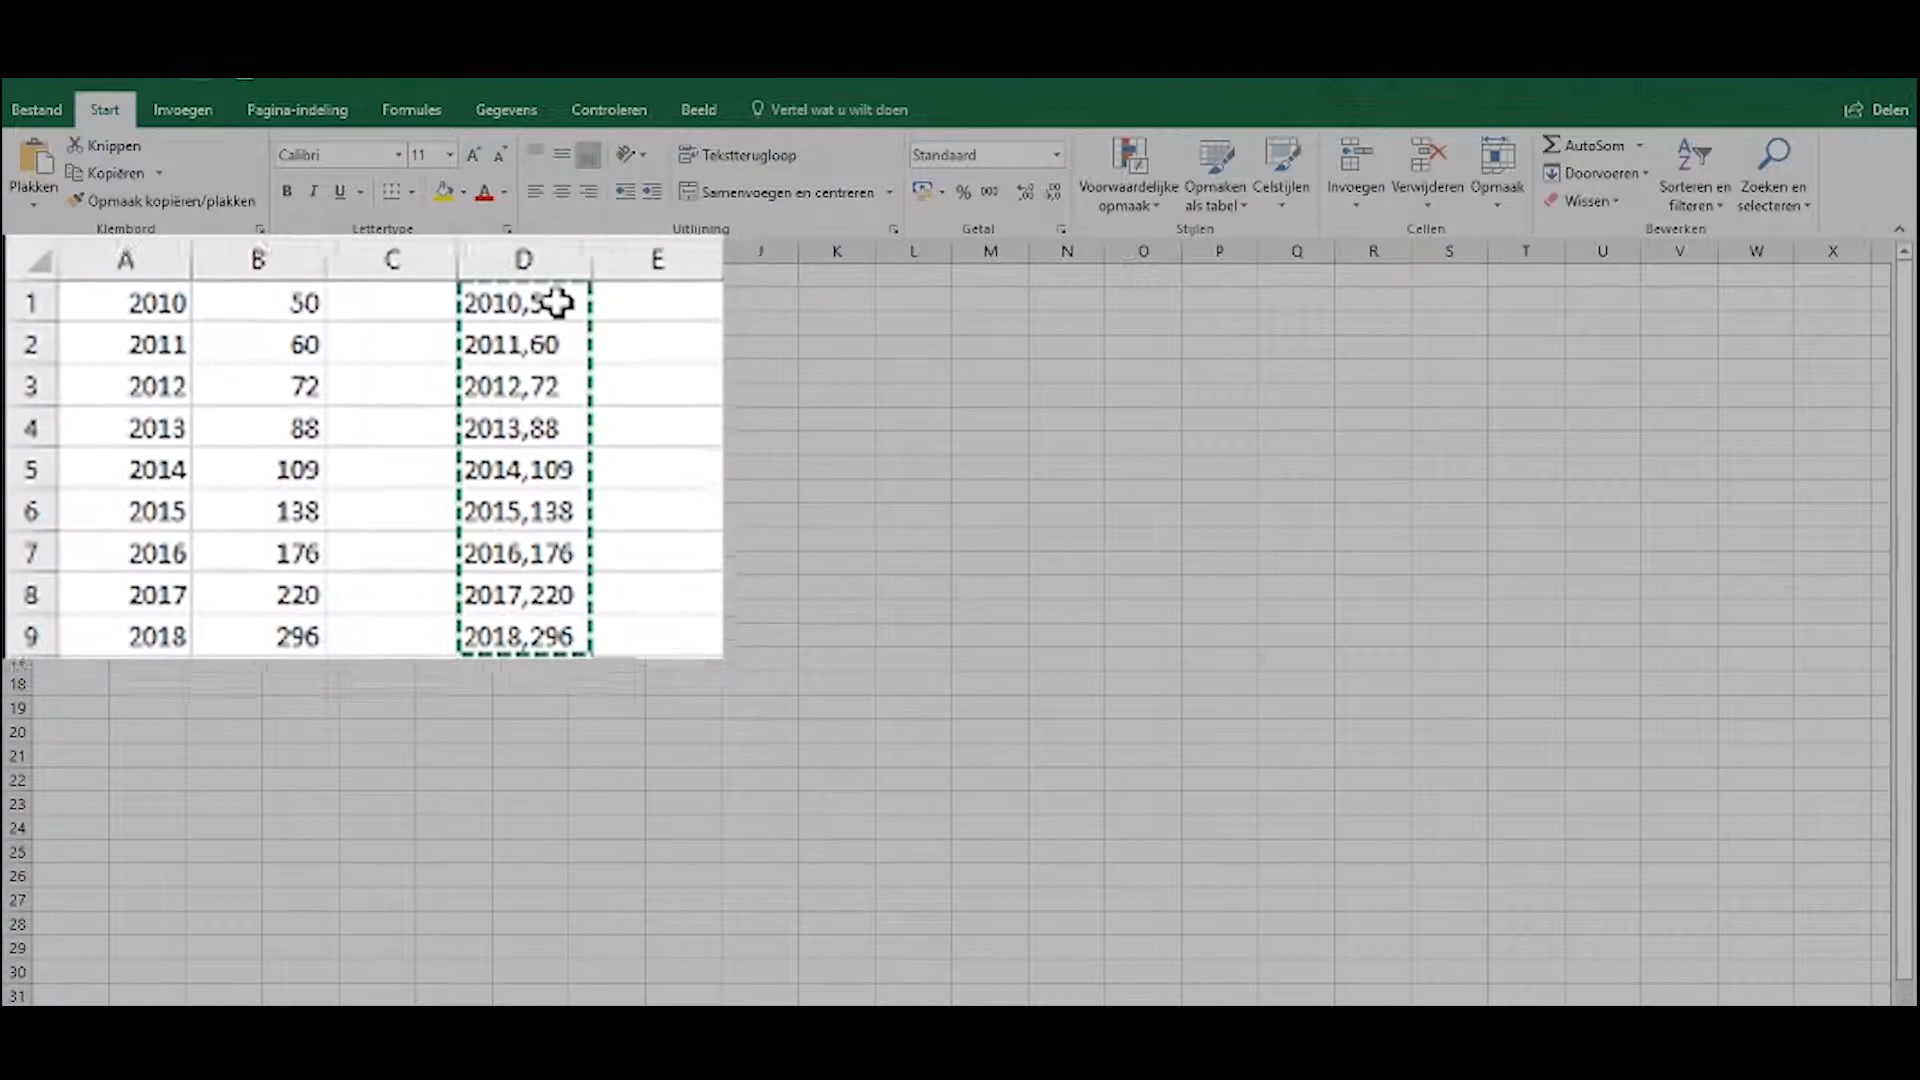 Bestand Start Invoegen Pagina-indeling Formules Gegevens Controleren Beeld Vertel wat u wilt doen Delen
Plakken
Knippen
Kopiëren
Opmaak kopiëren/plakken
Klembord
Calibri 11
B I U
Lettertype
Tekstterugloop
Samenvoegen en centreren
Uitlijning
Standaard
% 000
Getal
Voorwaardelijke opmaak
Opmaken als tabel
Celstijlen
Stijlen
Invoegen
Verwijderen
Opmaak
Cellen
AutoSom
Doorvoeren
Wissen
Sorteren en filteren
Zoeken en selecteren
Bewerken
A B C D E J K L M N O P Q R S T U V W X
1 2010 50
2 2011 60 2011,60
3 2012 72 2012,72
4 2013 88 2013,88
5 2014 109 2014,109
6 2015 138 2015,138
7 2016 176 2016,176
8 2017 220 2017,220
9 2018 296 2018,296
18
19
20
21
22
23
24
25
26
27
28
29
30
31